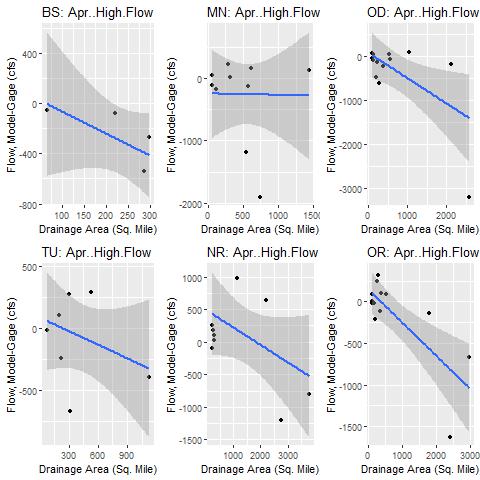 BS: Apr..High.Flow
MN: Apr..High.Flow
OD: Apr..High.Flow
Flow, Model-Gage (cfs)
400
0
-400
-800
100 150 200 250 300
Drainage Area (Sq. Mile)
Flow, Model-Gage (cfs)
0
-1000
-2000
0 500 1000 1500
Drainage Area (Sq. Mile)
Flow, Model-Gage (cfs)
0
-1000
-2000
-3000
0 1000 2000
Drainage Area (Sq. Mile)
TU: Apr..High.Flow
NR: Apr..High.Flow
OR: Apr..High.Flow
Flow, Model-Gage (cfs)
500
0
-500
300 600 900
Drainage Area (Sq. Mile)
Flow, Model-Gage (cfs)
1000
500
0
-500
-1000
-1500
1000 2000 3000
Drainage Area (Sq. Mile)
Flow, Model-Gage (cfs)
0
-500
-1000
-1500
0 1000 2000 3000
Drainage Area (Sq. Mile)